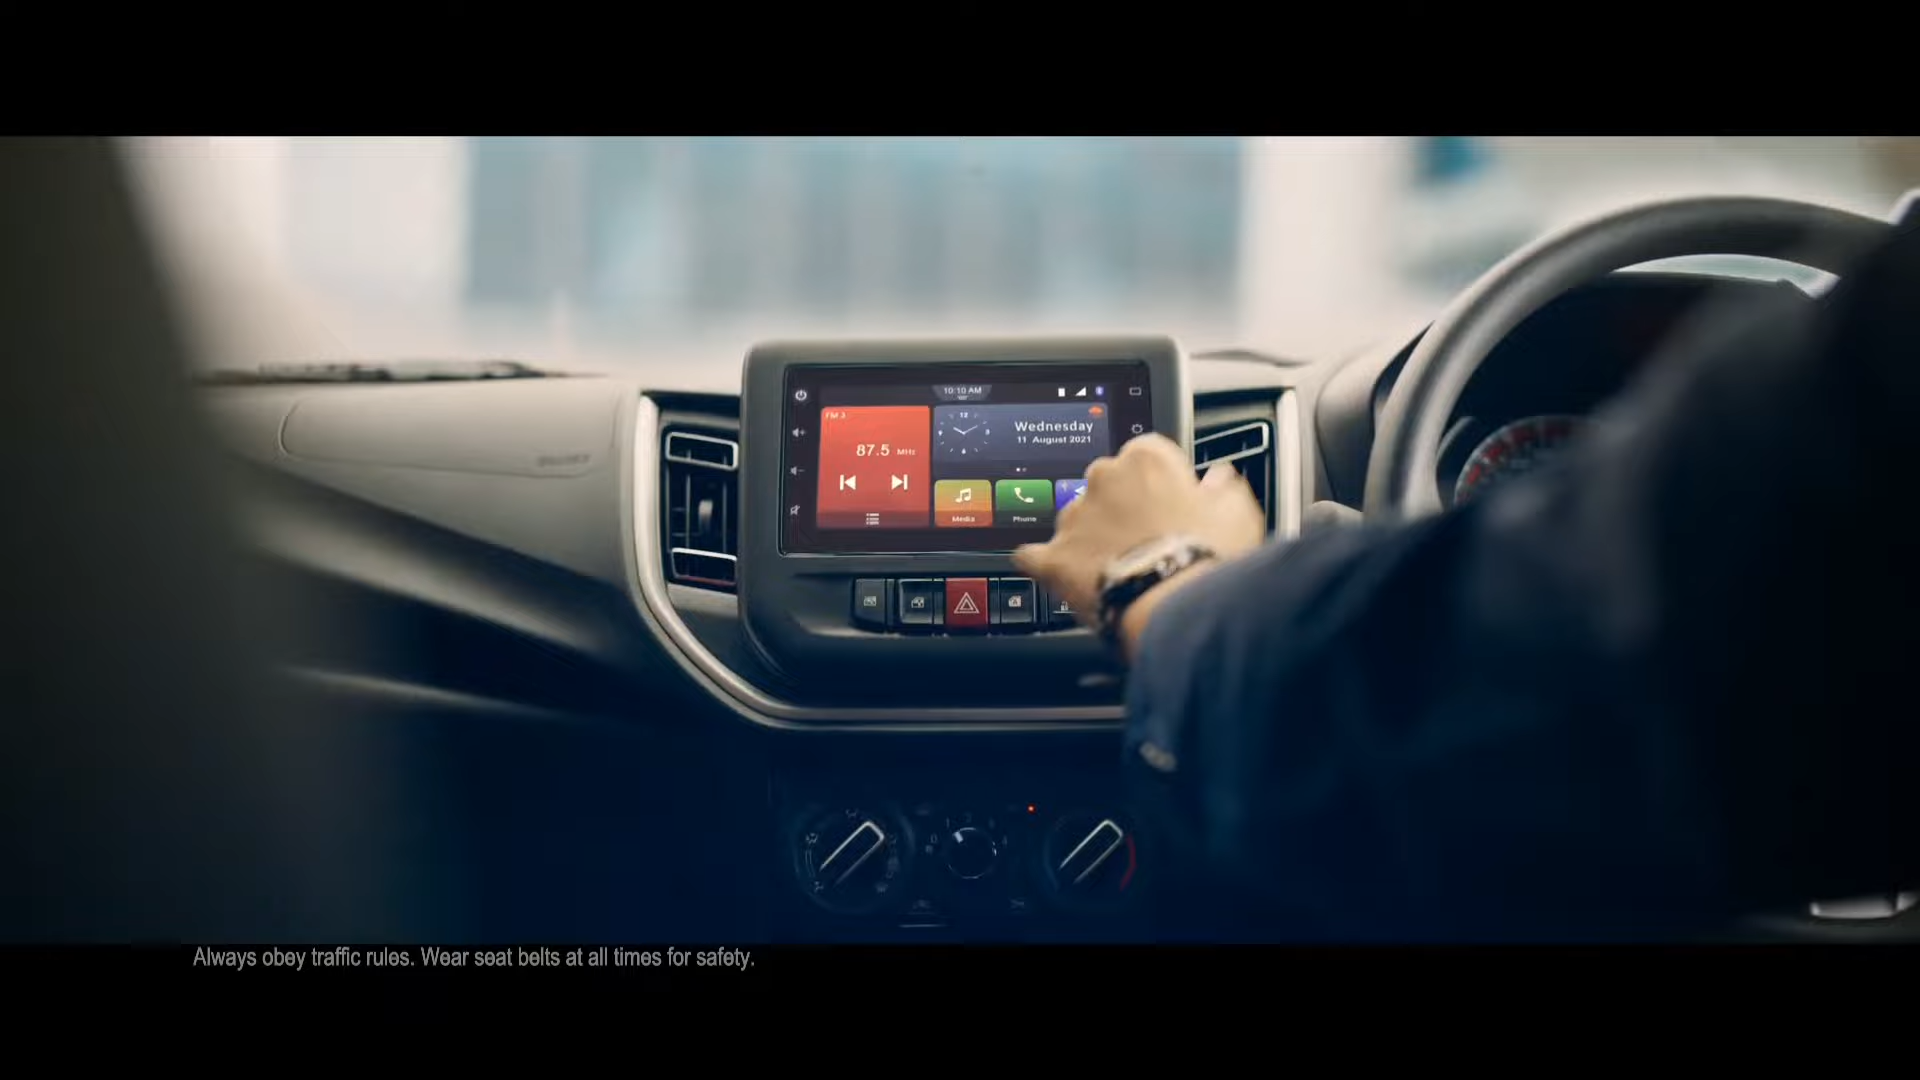 10:10 AM
FM 3
87.5 MHz
12
Wednesday
11 August 2021
Media
Phone
Always obey traffic rules. Wear seat belts at all times for safety.